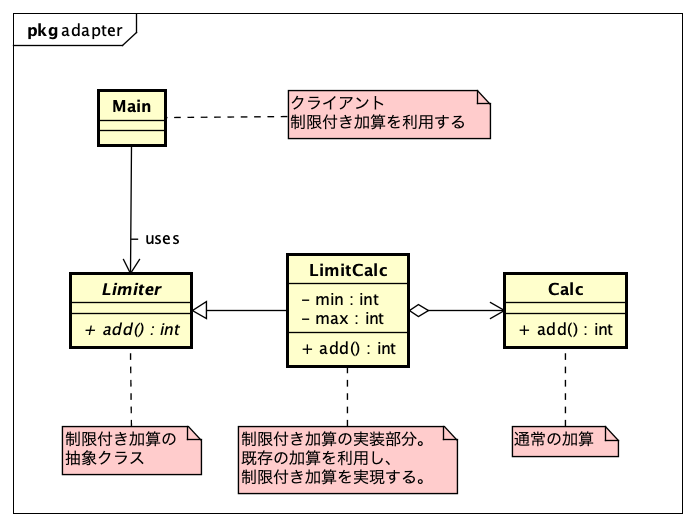 pkg adapter
Main
クライアント
制限付き加算を利用する
- uses
Limiter
+ add() : int
LimitCalc
- min : int
- max : int
+ add() : int
Calc
+ add() : int
制限付き加算の
抽象クラス
制限付き加算の実装部分。
既存の加算を利用し、
制限付き加算を実現する。
通常の加算